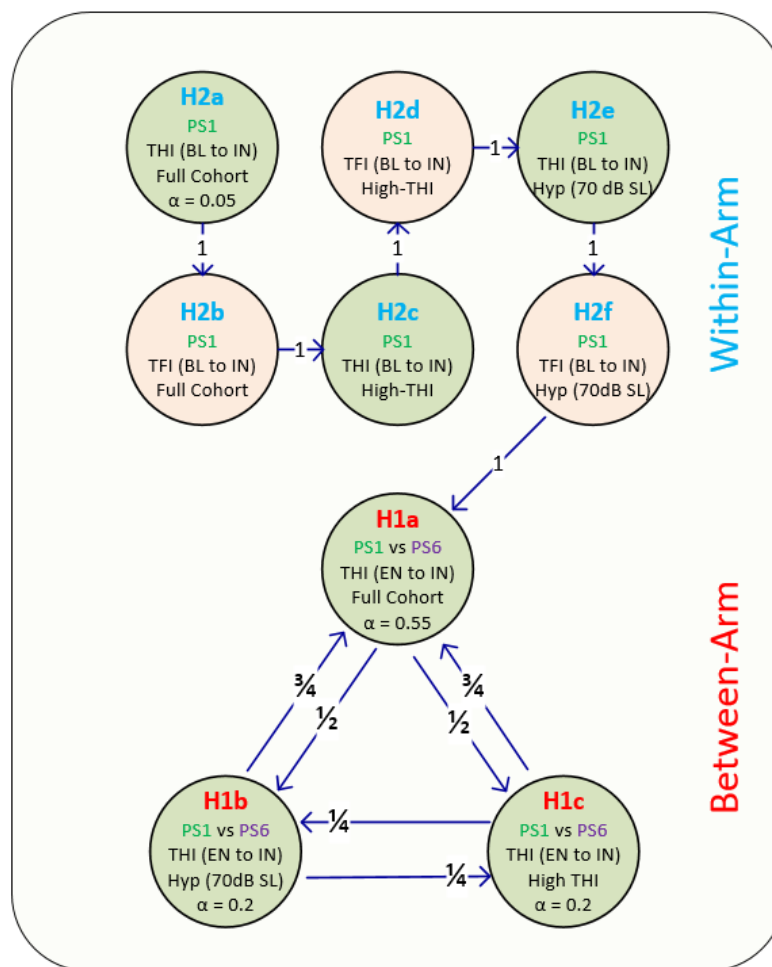 H2a
PS1
THI (BL to IN)
Full Cohort
α = 0.05
H2d
PS1
TFI (BL to IN)
High-THI
1
H2e
PS1
THI (BL to IN)
Hyp (70 dB SL)
1
1
1
H2b
PS1
TFI (BL to IN)
Full Cohort
1
H2c
PS1
THI (BL to IN)
High-THI
H2f
PS1
TFI (BL to IN)
Hyp (70dB SL)
Within-Arm
1
H1a
PS1 vs PS6
THI (EN to IN)
Full Cohort
α = 0.55
¾
½
½
¾
H1b
PS1 vs PS6
THI (EN to IN)
Hyp (70dB SL)
α = 0.2
¼
¼
H1c
PS1 vs PS6
THI (EN to IN)
High THI
α = 0.2
Between-Arm